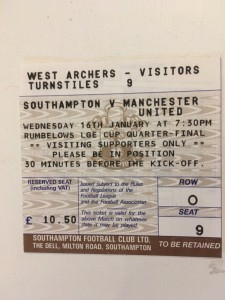 WEST ARCHERS - VISITORS
TURNSTILES 9
SOUTHAMPTON V MANCHESTER
UNITED
WEDNESDAY 16TH JANUARY AT 7:30PM
RUMBELOWS LGE CUP QUARTER-FINAL
** VISITING SUPPORTERS ONLY **
PLEASE BE IN POSITION
30 MINUTES BEFORE THE KICK-OFF.
RESERVED SEAT
(including VAT)
£ 10.50
Issued subject to the Rules
and Regulations of the
Football League
and the Football Association
This ticket is valid for the
above Match on whatever
date it may be played
ROW
O
SEAT
9
SOUTHAMPTON FOOTBALL CLUB LTD.
THE DELL, MILTON ROAD, SOUTHAMPTON
TO BE RETAINED